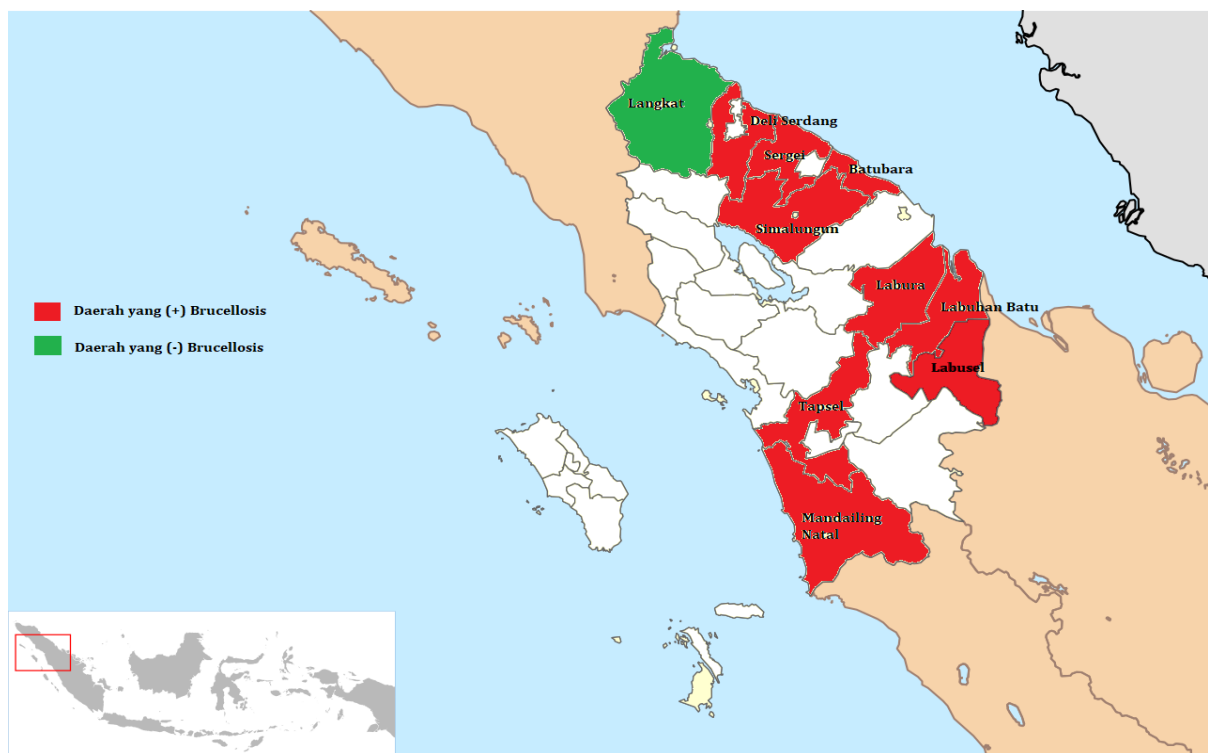 Langkat
Deli Serdang
Sergei
Batubara
Simalungun
Labura
Labuhan Batu
Daerah yang (+) Brucellosis
Daerah yang (-) Brucellosis
Labusel
Tapsel
Mandailing
Natal